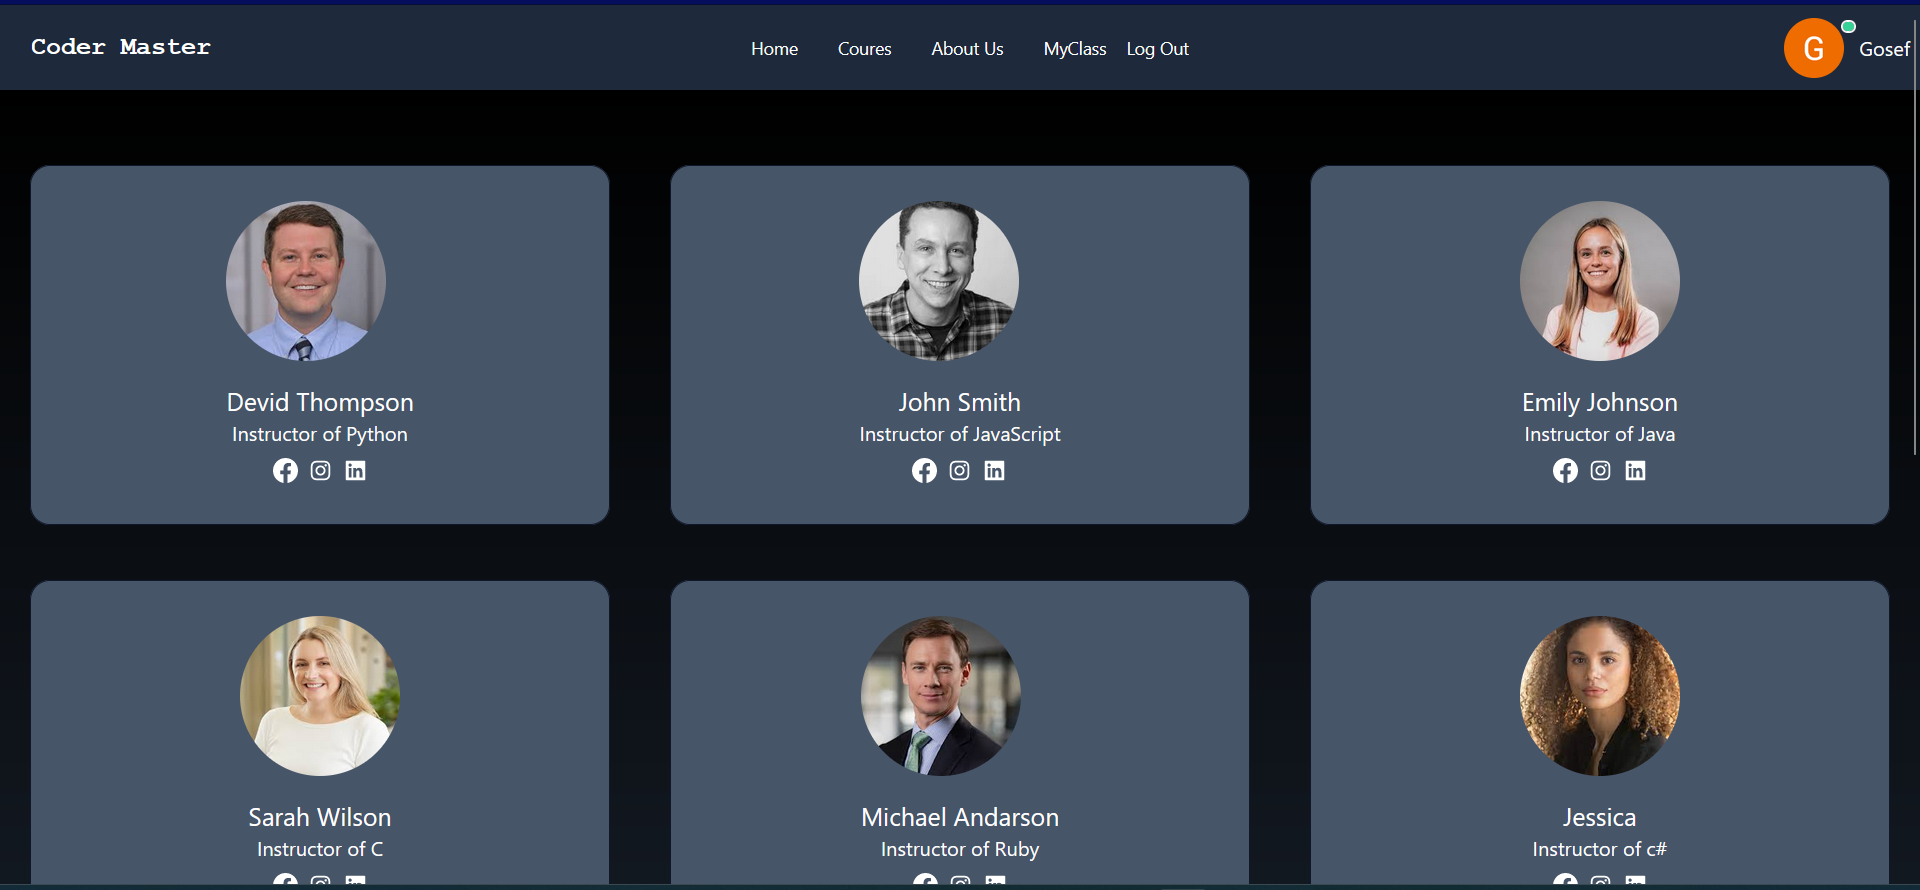 Coder Master
Home Coures About Us MyClass Log Out
G Gosef
Devid Thompson
Instructor of Python
John Smith
Instructor of JavaScript
Emily Johnson
Instructor of Java
Sarah Wilson
Instructor of C
Michael Andarson
Instructor of Ruby
Jessica
Instructor of c#